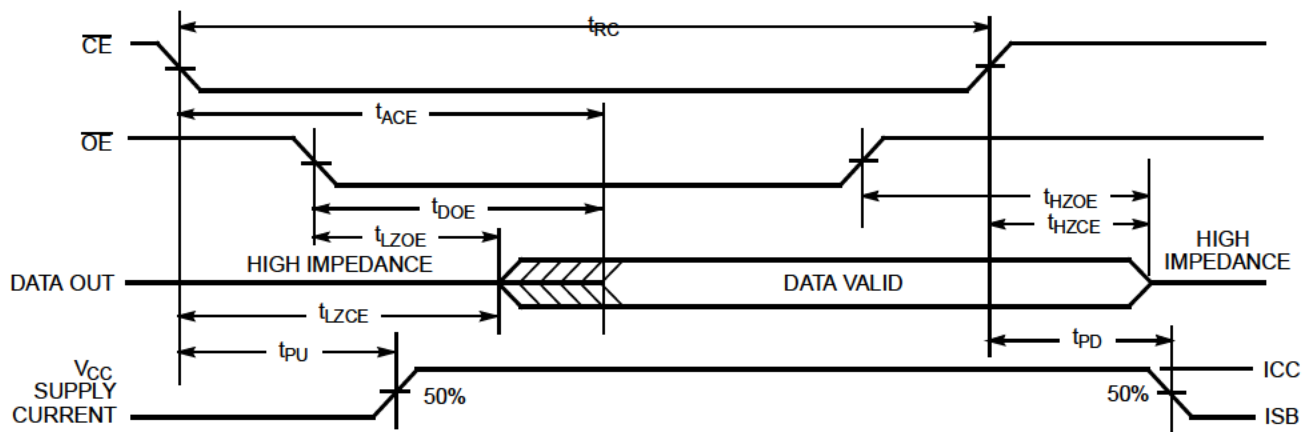 tRC
CE
tACE
OE
tHZOE
tDOE
tHZCE
tLZOE
HIGH IMPEDANCE
HIGH
IMPEDANCE
DATA OUT
DATA VALID
tLZCE
tPU
tPD
VCC
SUPPLY
CURRENT
50%
50%
ICC
ISB